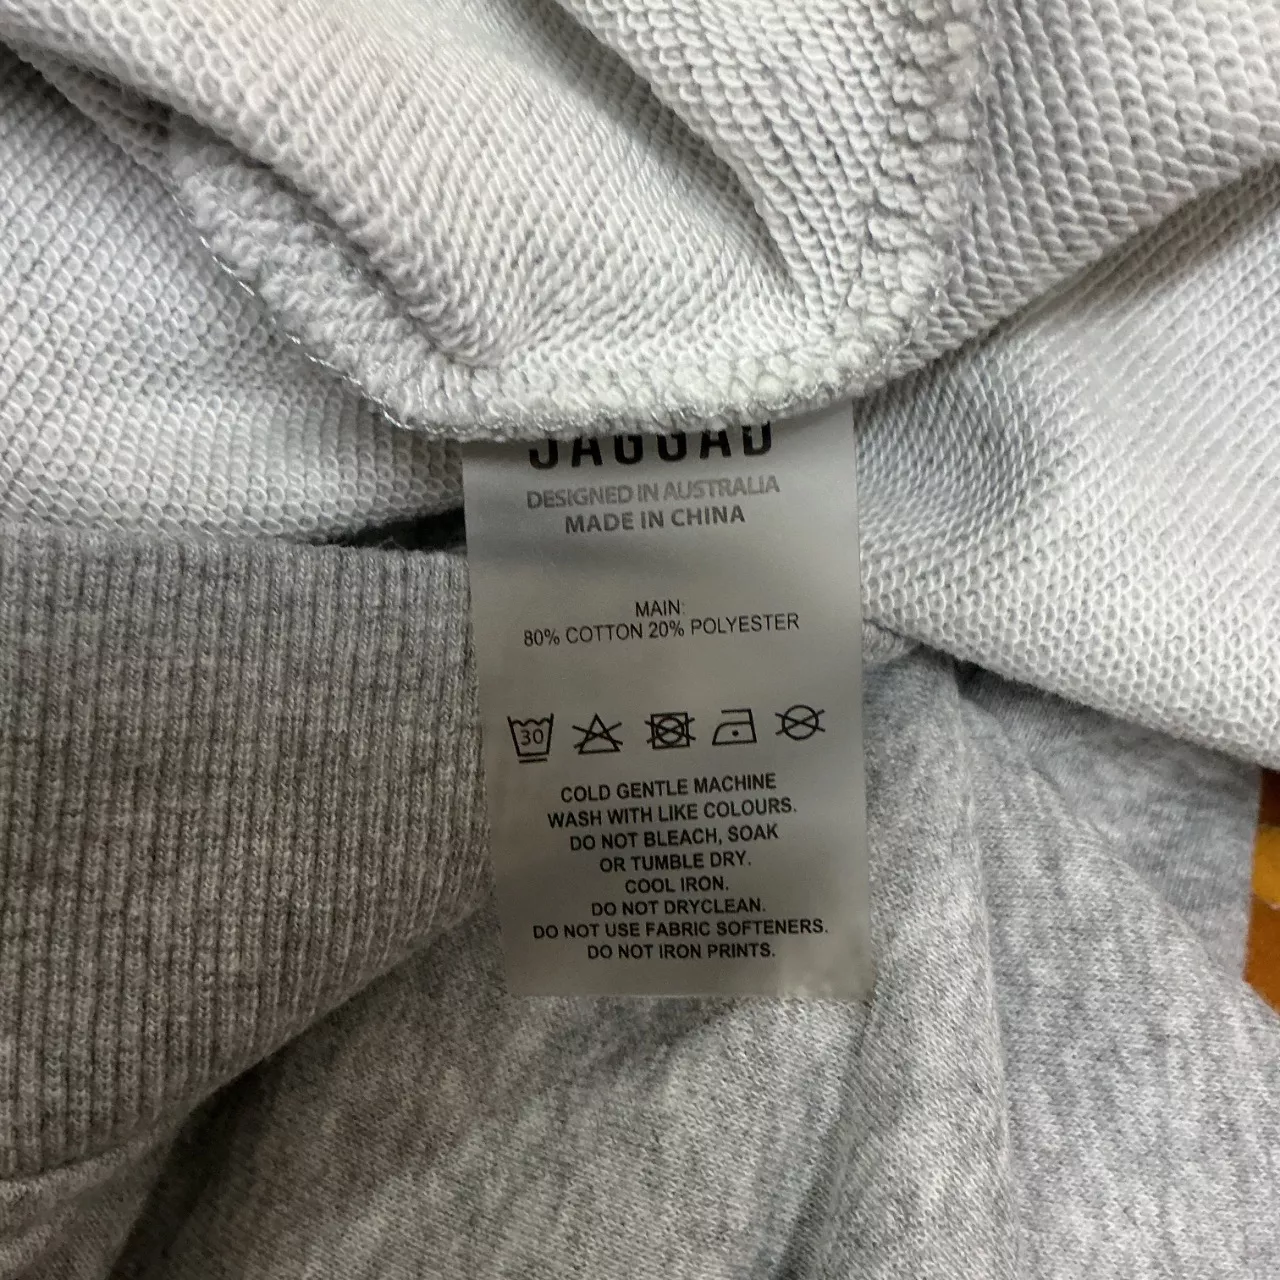 JAGGAD
DESIGNED IN AUSTRALIA
MADE IN CHINA
MAIN:
80% COTTON 20% POLYESTER
30
COLD GENTLE MACHINE
WASH WITH LIKE COLOURS.
DO NOT BLEACH, SOAK
OR TUMBLE DRY.
COOL IRON.
DO NOT DRYCLEAN.
DO NOT USE FABRIC SOFTENERS.
DO NOT IRON PRINTS.